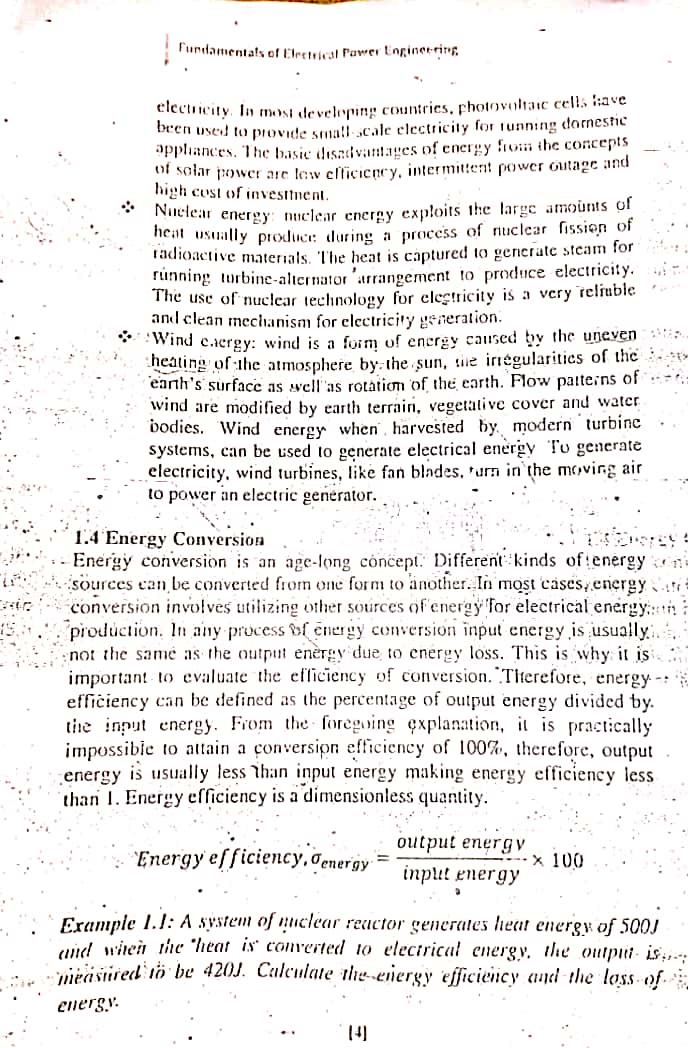 Fundamentals of Electrical Power Engineering
electricity. In most developing countries, photovoltaic cells have
been used to provide small-scale electricity for running domestic
appliances. The basic disadvantages of energy from the concepts
of solar power are low efficiency, intermittent power outage and
high cost of investment.
❖ Nuclear energy: nuclear energy exploits the large amounts of
heat usually produce during a process of nuclear fission of
radioactive materials. The heat is captured to generate steam for
running turbine-alternator arrangement to produce electricity.
The use of nuclear technology for electricity is a very reliable
and clean mechanism for electricity generation.
❖ Wind energy: wind is a form of energy caused by the uneven
heating of the atmosphere by the sun, the irregularities of the
earth's surface as well as rotation of the earth. Flow patterns of
wind are modified by earth terrain, vegetative cover and water
bodies. Wind energy when harvested by modern turbine
systems, can be used to generate electrical energy To generate
electricity, wind turbines, like fan blades, turn in the moving air
to power an electric generator.
1.4 Energy Conversion
Energy conversion is an age-long concept. Different kinds of energy
sources can be converted from one form to another. In most cases, energy
conversion involves utilizing other sources of energy for electrical energy
production. In any process of energy conversion input energy is usually
not the same as the output energy due to energy loss. This is why it is
important to evaluate the efficiency of conversion. Therefore, energy
efficiency can be defined as the percentage of output energy divided by
the input energy. From the foregoing explanation, it is practically
impossible to attain a conversion efficiency of 100%, therefore, output
energy is usually less than input energy making energy efficiency less
than 1. Energy efficiency is a dimensionless quantity.
Energy efficiency, σenergy = output energy / input energy × 100
Example 1.1: A system of nuclear reactor generates heat energy of 500J
and when the heat is converted to electrical energy, the output is
measured to be 420J. Calculate the energy efficiency and the loss of
energy.
[4]